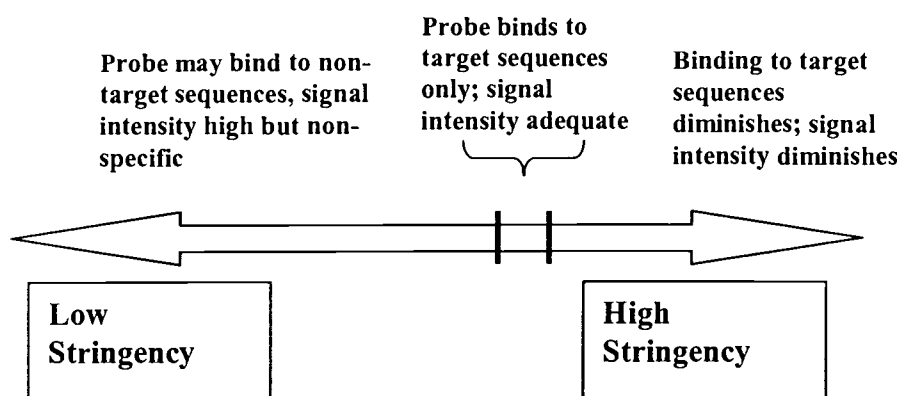 Probe may bind to non-
target sequences, signal
intensity high but non-
specific
Probe binds to
target sequences
only; signal
intensity adequate
Binding to target
sequences
diminishes; signal
intensity diminishes
Low
Stringency
High
Stringency